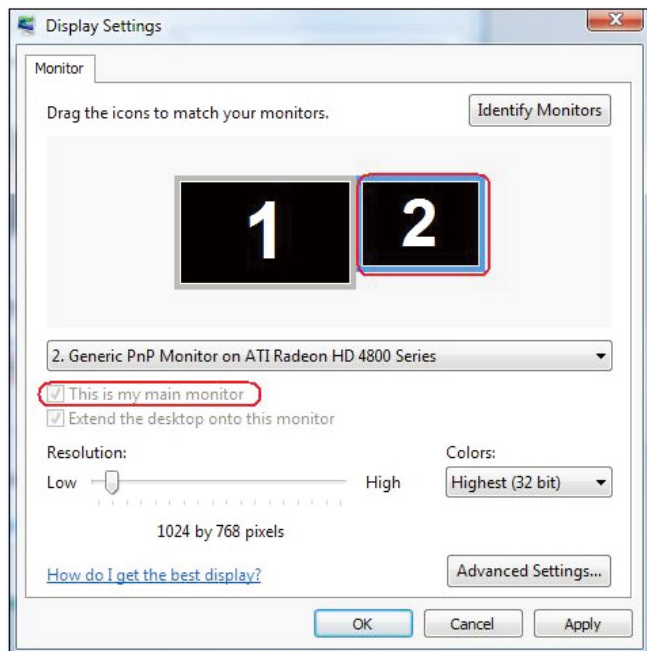 Display Settings
Monitor
Drag the icons to match your monitors.
Identify Monitors
1
2
2. Generic PnP Monitor on ATI Radeon HD 4800 Series
This is my main monitor
Extend the desktop onto this monitor
Resolution:
Colors:
Low
High
Highest (32 bit)
1024 by 768 pixels
How do I get the best display?
Advanced Settings...
OK
Cancel
Apply